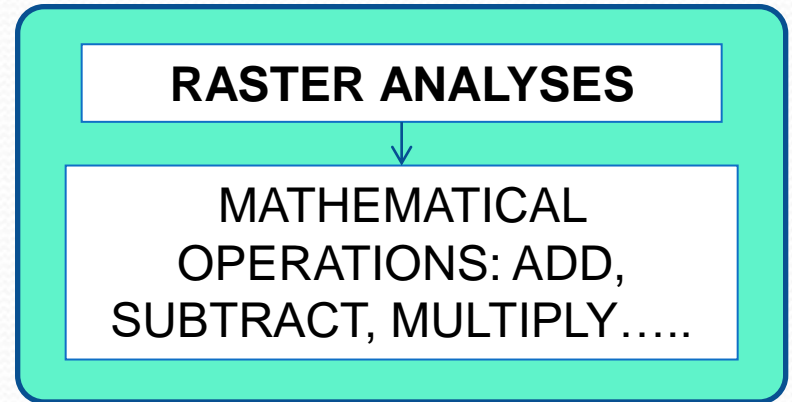 RASTER ANALYSES
MATHEMATICAL
OPERATIONS: ADD,
SUBTRACT, MULTIPLY…..